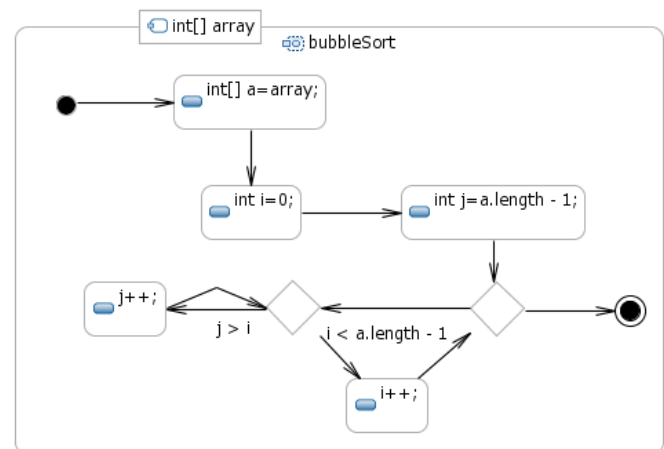 int[] array
bubbleSort
int[] a=array;
int i=0;
int j=a.length - 1;
j++;
j > i
i < a.length - 1
i++;